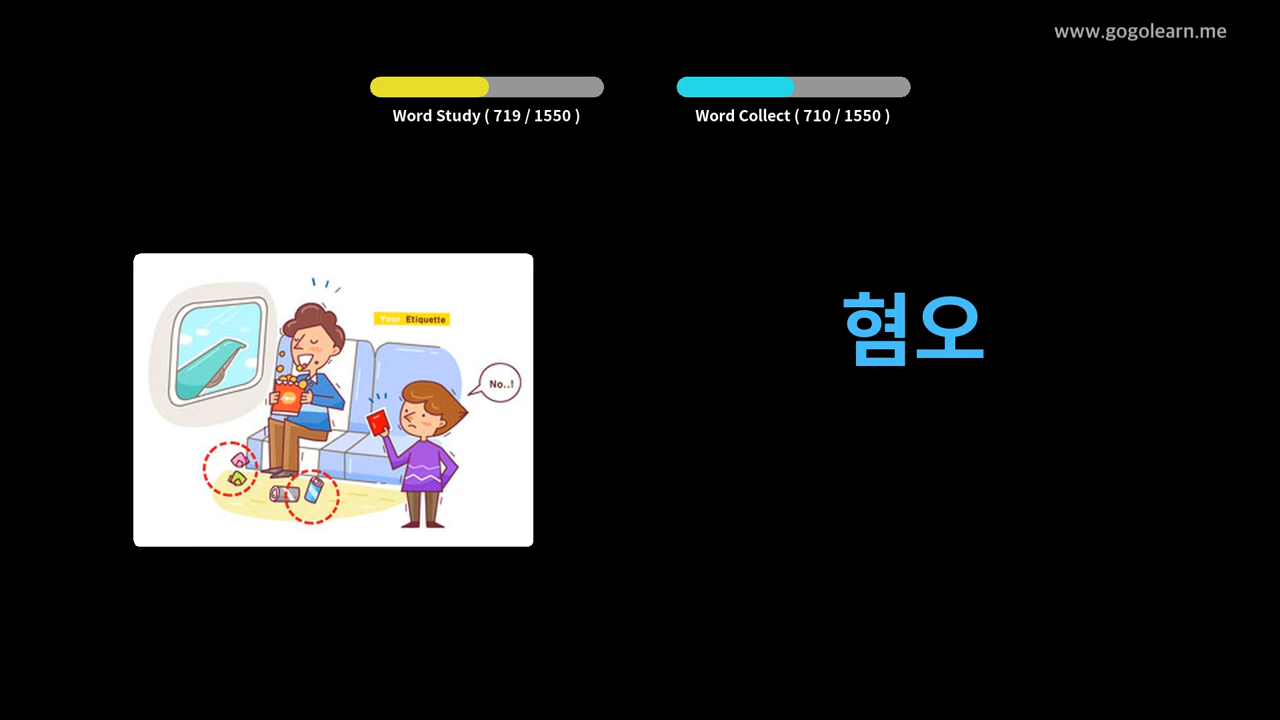 www.gogolearn.me
Word Study ( 719 / 1550 )
Word Collect ( 710 / 1550 )
Your Etiquette
No..!
혐오